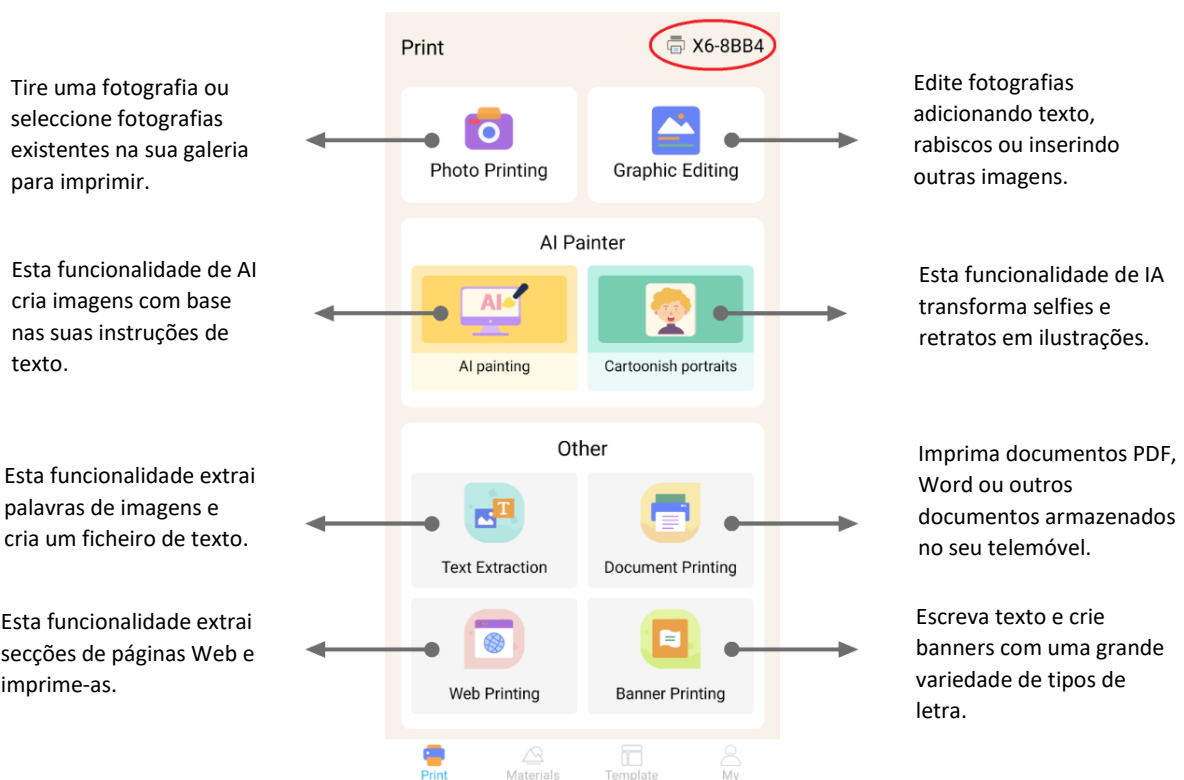 Print
X6-8BB4
Tire uma fotografia ou
seleccione fotografias
existentes na sua galeria
para imprimir.
Photo Printing
Graphic Editing
Edite fotografias
adicionando texto,
rabiscos ou inserindo
outras imagens.
AI Painter
Esta funcionalidade de AI
cria imagens com base
nas suas instruções de
texto.
AI
AI painting
Cartoonish portraits
Esta funcionalidade de IA
transforma selfies e
retratos em ilustrações.
Other
Esta funcionalidade extrai
palavras de imagens e
cria um ficheiro de texto.
T
Text Extraction
Document Printing
Imprima documentos PDF,
Word ou outros
documentos armazenados
no seu telemóvel.
Esta funcionalidade extrai
secções de páginas Web e
imprime-as.
Web Printing
Banner Printing
Escreva texto e crie
banners com uma grande
variedade de tipos de
letra.
Print
Materials
Template
My